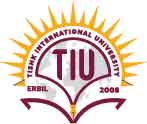 TISHK INTERNATIONAL UNIVERSITY
TIU
ERBIL 2008